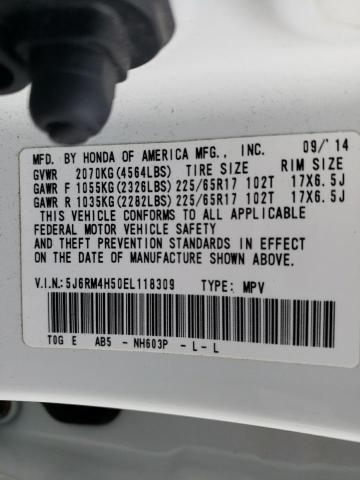 MFD. BY HONDA OF AMERICA MFG., INC. 09/'14
GVWR 2070KG(4564LBS) TIRE SIZE RIM SIZE
GAWR F 1055KG(2326LBS) 225/65R17 102T 17X6.5J
GAWR R 1035KG(2282LBS) 225/65R17 102T 17X6.5J
THIS VEHICLE CONFORMS TO ALL APPLICABLE
FEDERAL MOTOR VEHICLE SAFETY
AND THEFT PREVENTION STANDARDS IN EFFECT
ON THE DATE OF MANUFACTURE SHOWN ABOVE.
V.I.N.: 5J6RM4H50EL118309 TYPE: MPV
T0G E AB5 - NH603P - L - L